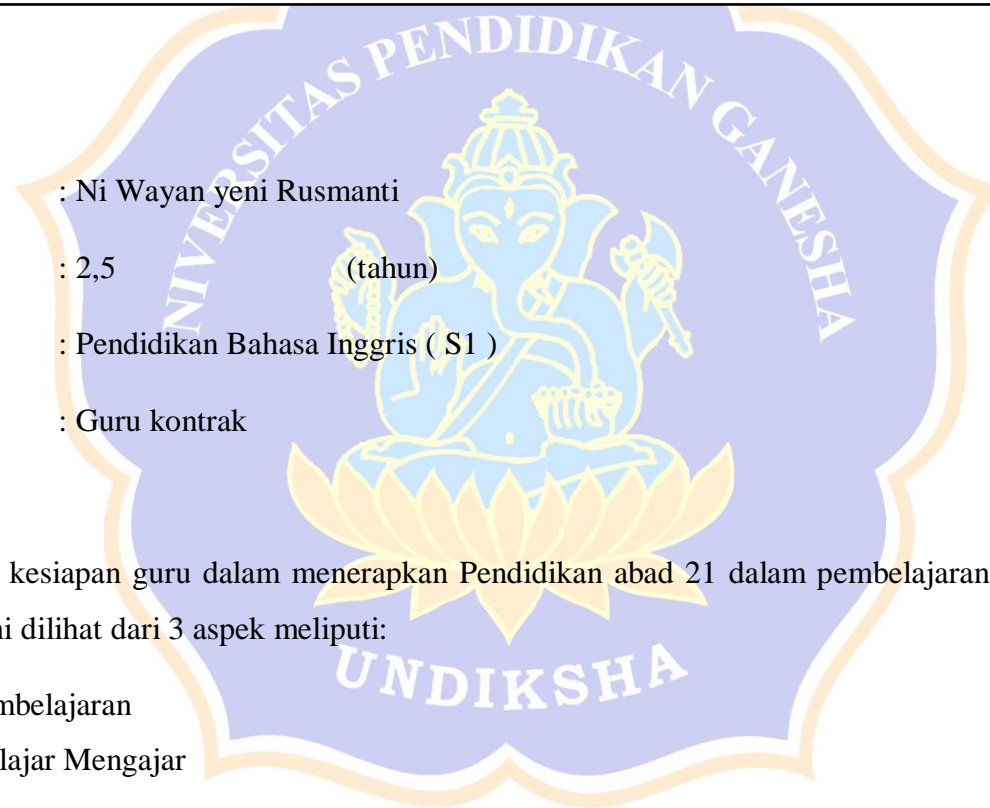 UNIVERSITAS PENDIDIKAN GANESHA
: Ni Wayan yeni Rusmanti
: 2,5 (tahun)
: Pendidikan Bahasa Inggris ( S1 )
: Guru kontrak
kesiapan guru dalam menerapkan Pendidikan abad 21 dalam pembelajaran
dilihat dari 3 aspek meliputi:
UNDIKSHA
mbelajaran
lajar Mengajar